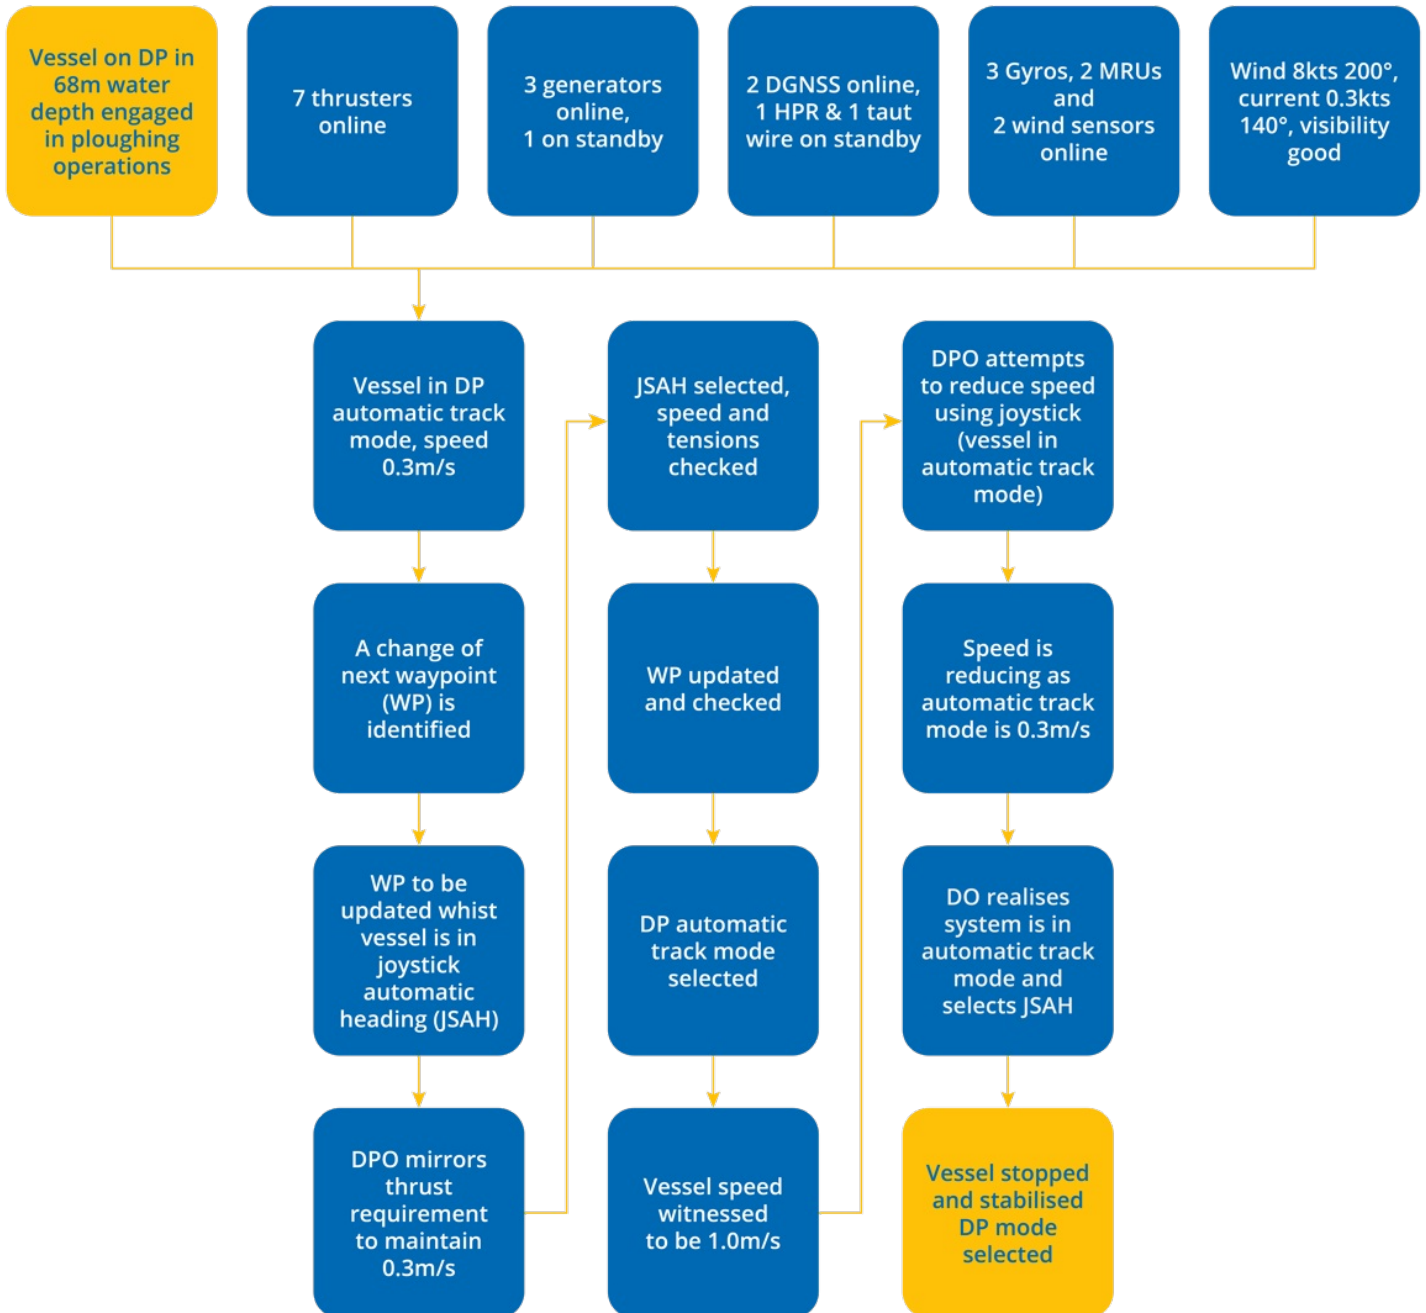 Vessel on DP in
68m water
depth engaged
in ploughing
operations
7 thrusters
online
3 generators
online,
1 on standby
2 DGNSS online,
1 HPR & 1 taut
wire on standby
3 Gyros, 2 MRUs
and
2 wind sensors
online
Wind 8kts 200°,
current 0.3kts
140°, visibility
good
Vessel in DP
automatic track
mode, speed
0.3m/s
A change of
next waypoint
(WP) is
identified
WP to be
updated whist
vessel is in
joystick
automatic
heading (JSAH)
DPO mirrors
thrust
requirement
to maintain
0.3m/s
JSAH selected,
speed and
tensions
checked
WP updated
and checked
DP automatic
track mode
selected
Vessel speed
witnessed
to be 1.0m/s
DPO attempts
to reduce speed
using joystick
(vessel in
automatic track
mode)
Speed is
reducing as
automatic track
mode is 0.3m/s
DO realises
system is in
automatic track
mode and
selects JSAH
Vessel stopped
and stabilised
DP mode
selected